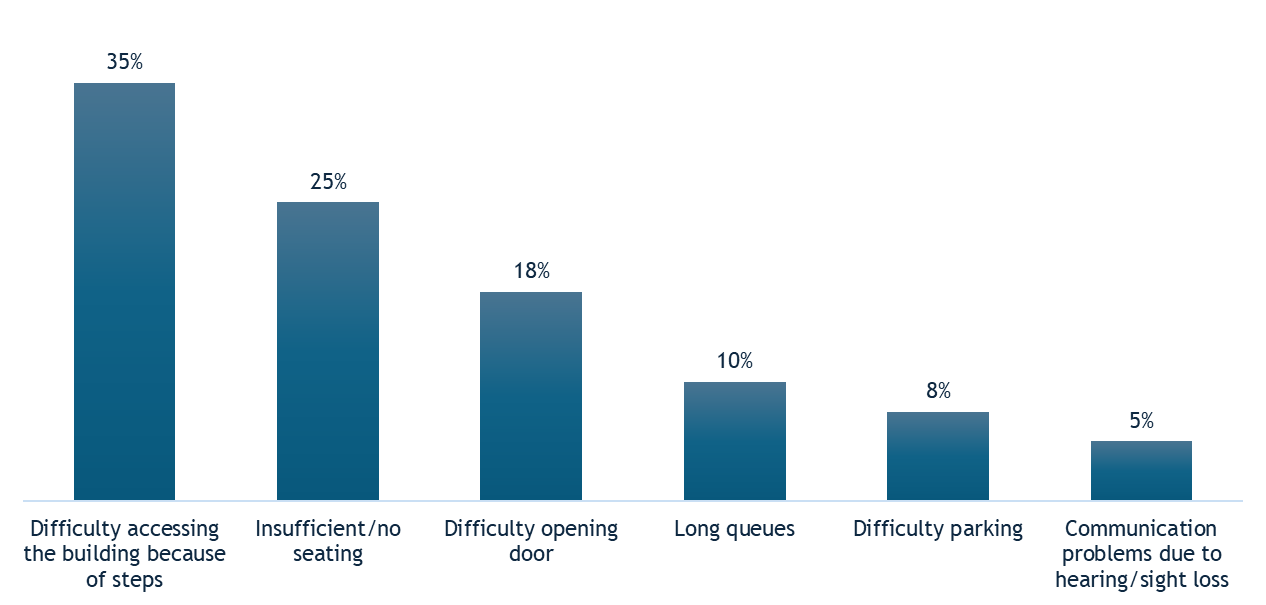 35%
25%
18%
10%
8%
5%
Difficulty accessing
the building because
of steps
Insufficient/no
seating
Difficulty opening
door
Long queues
Difficulty parking
Communication
problems due to
hearing/sight loss